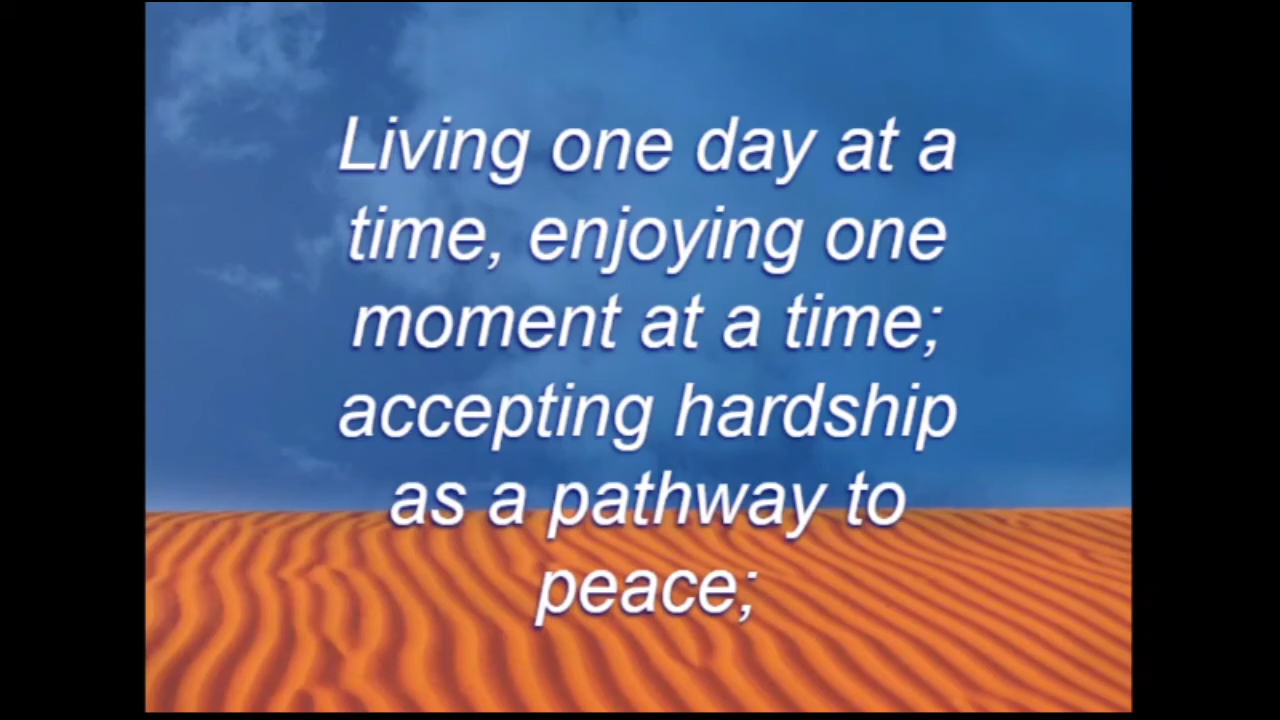 Living one day at a
time, enjoying one
moment at a time;
accepting hardship
as a pathway to
peace;